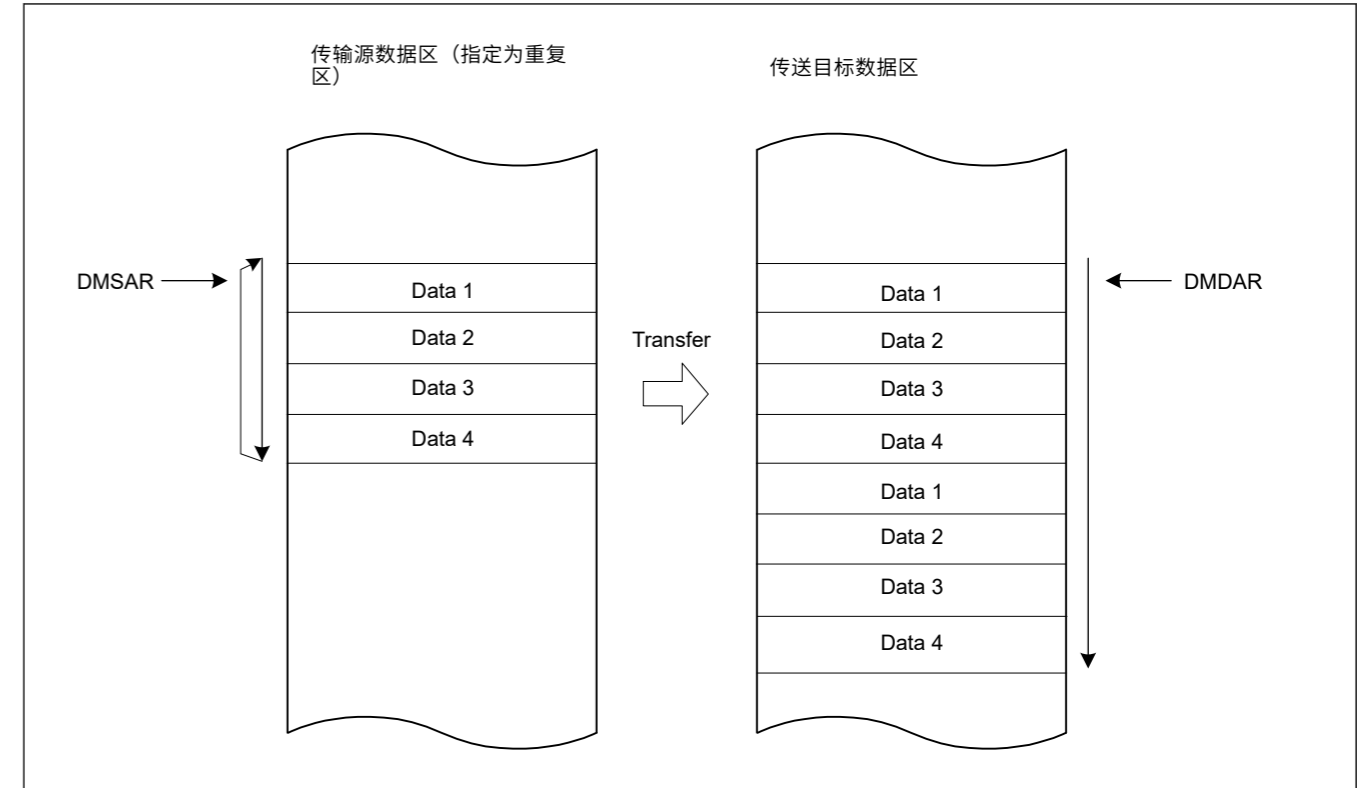 传输源数据区（指定为重复
区）
传送目标数据区
DMSAR
Data 1
Data 2
Data 3
Data 4
Transfer
Data 1
Data 2
Data 3
Data 4
Data 1
Data 2
Data 3
Data 4
DMDAR